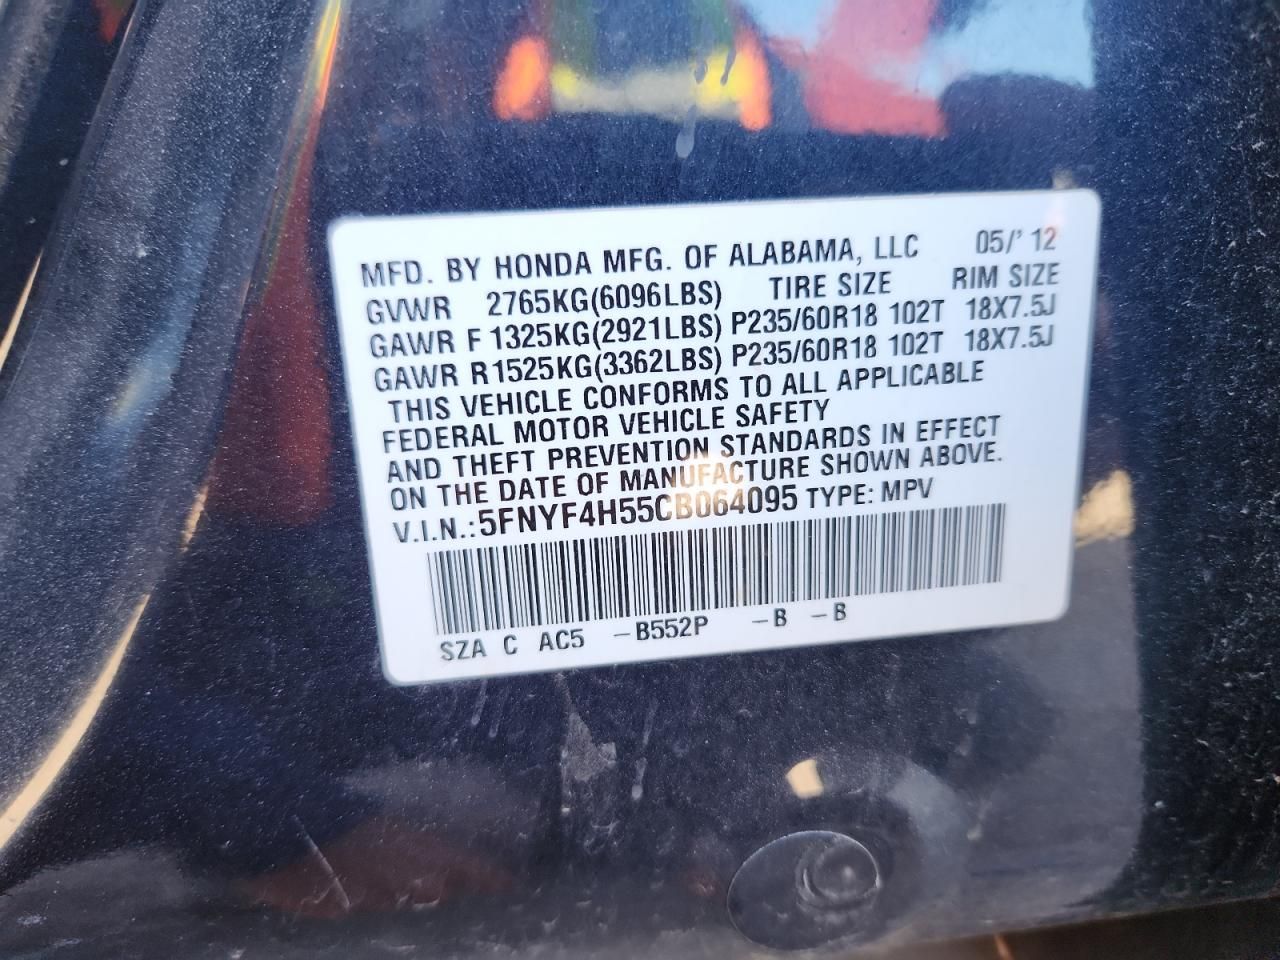 MFD. BY HONDA MFG. OF ALABAMA, LLC 05/' 12
GVWR 2765KG(6096LBS) TIRE SIZE RIM SIZE
GAWR F 1325KG(2921LBS) P235/60R18 102T 18X7.5J
GAWR R 1525KG(3362LBS) P235/60R18 102T 18X7.5J
THIS VEHICLE CONFORMS TO ALL APPLICABLE
FEDERAL MOTOR VEHICLE SAFETY
AND THEFT PREVENTION STANDARDS IN EFFECT
ON THE DATE OF MANUFACTURE SHOWN ABOVE.
V.I.N.: 5FNYF4H55CB064095 TYPE: MPV
SZA C AC5 -B552P -B -B